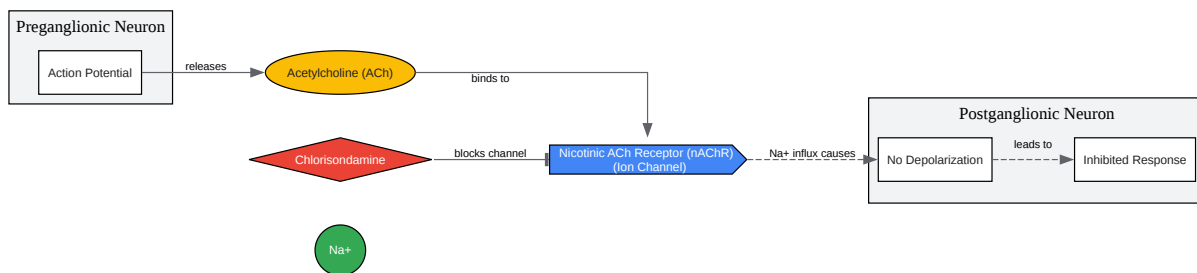 Preganglionic Neuron
Action Potential
releases
Acetylcholine (ACh)
binds to
Chlorisondamine
blocks channel
Nicotinic ACh Receptor (nAChR)
(Ion Channel)
Na+ influx causes
Postganglionic Neuron
No Depolarization
leads to
Inhibited Response
Na+